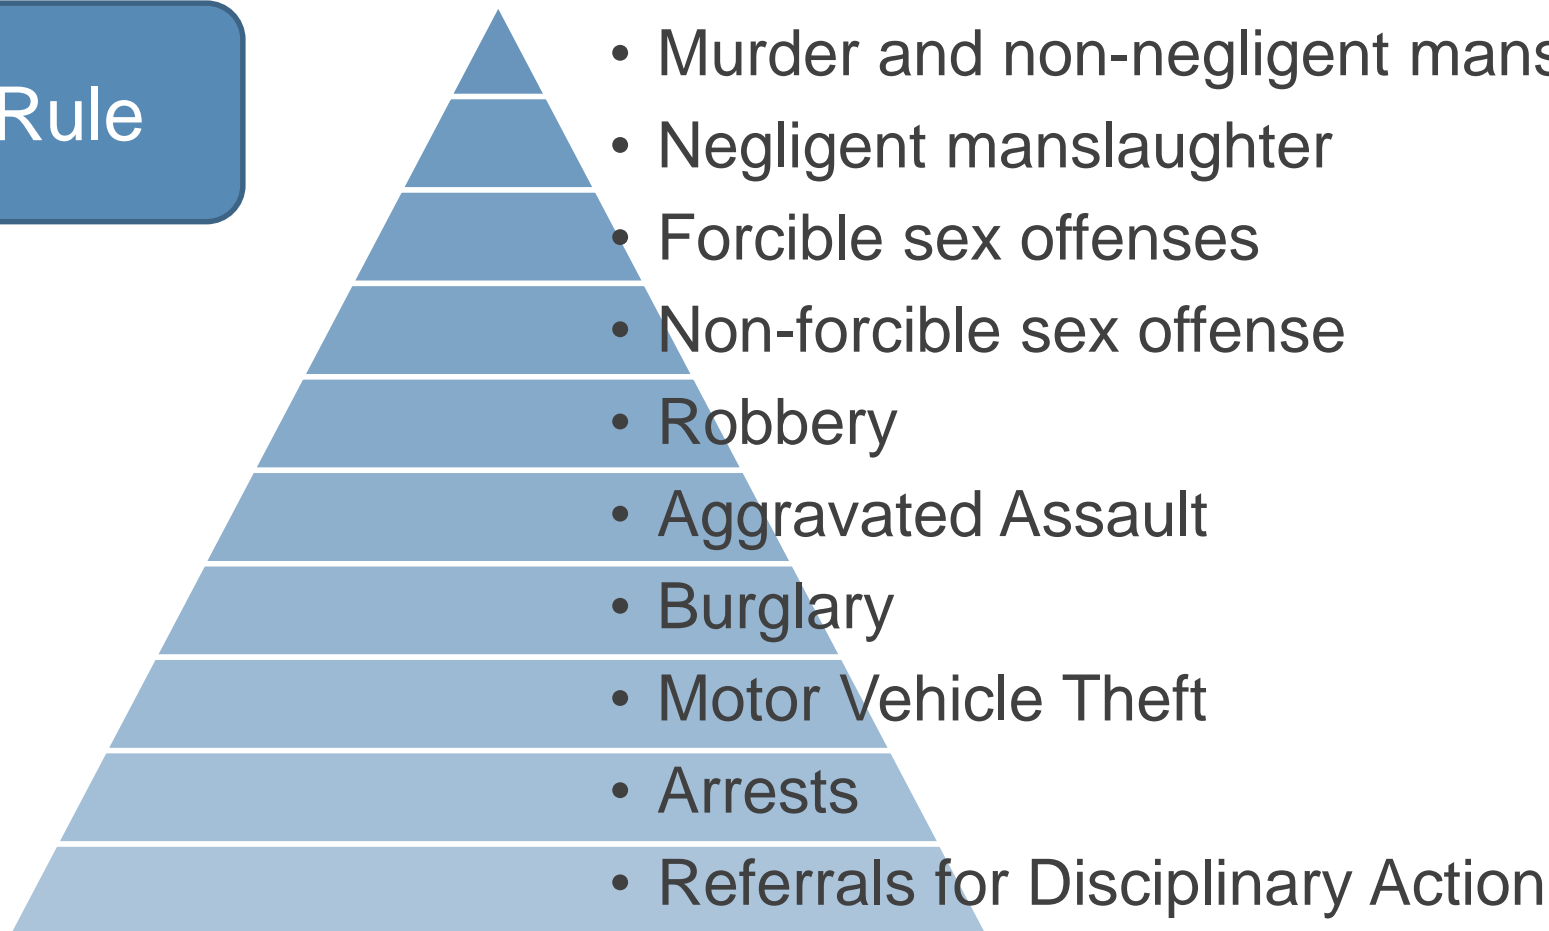 Rule
• Murder and non-negligent
• Negligent manslaughter
• Forcible sex offenses
• Non-forcible sex offense
• Robbery
• Aggravated Assault
• Burglary
• Motor Vehicle Theft
• Arrests
• Referrals for Disciplinary Action